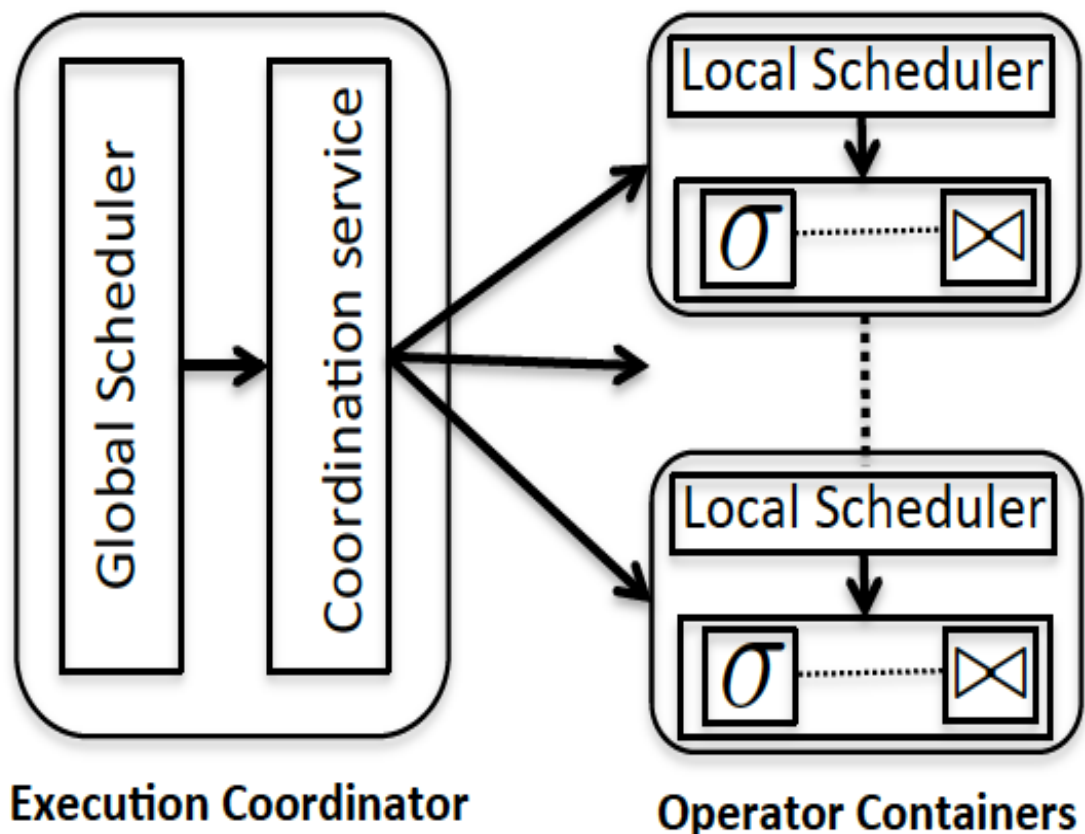 Global Scheduler
Coordination service
Local Scheduler
σ ⋈
Local Scheduler
σ ⋈
Execution Coordinator
Operator Containers